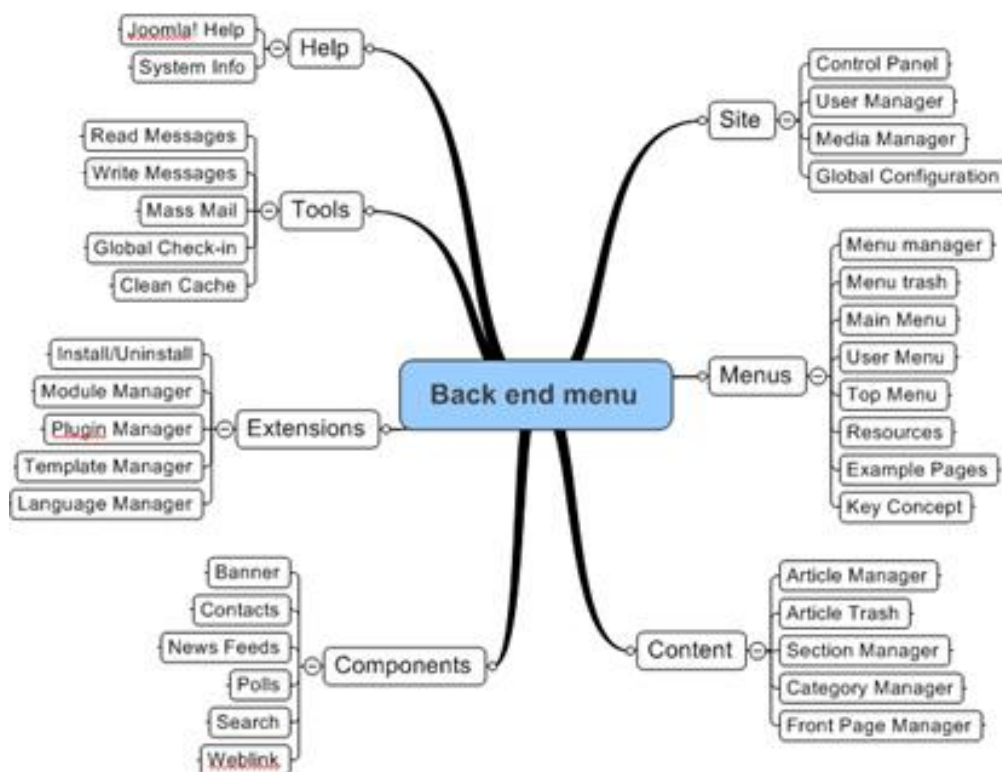 Joomla! Help
System Info
Help
Read Messages
Write Messages
Mass Mail
Global Check-in
Clean Cache
Tools
Install/Uninstall
Module Manager
Plugin Manager
Template Manager
Language Manager
Extensions
Banner
Contacts
News Feeds
Polls
Search
Weblink
Components
Back end menu
Site
Control Panel
User Manager
Media Manager
Global Configuration
Menus
Menu manager
Menu trash
Main Menu
User Menu
Top Menu
Resources
Example Pages
Key Concept
Content
Article Manager
Article Trash
Section Manager
Category Manager
Front Page Manager